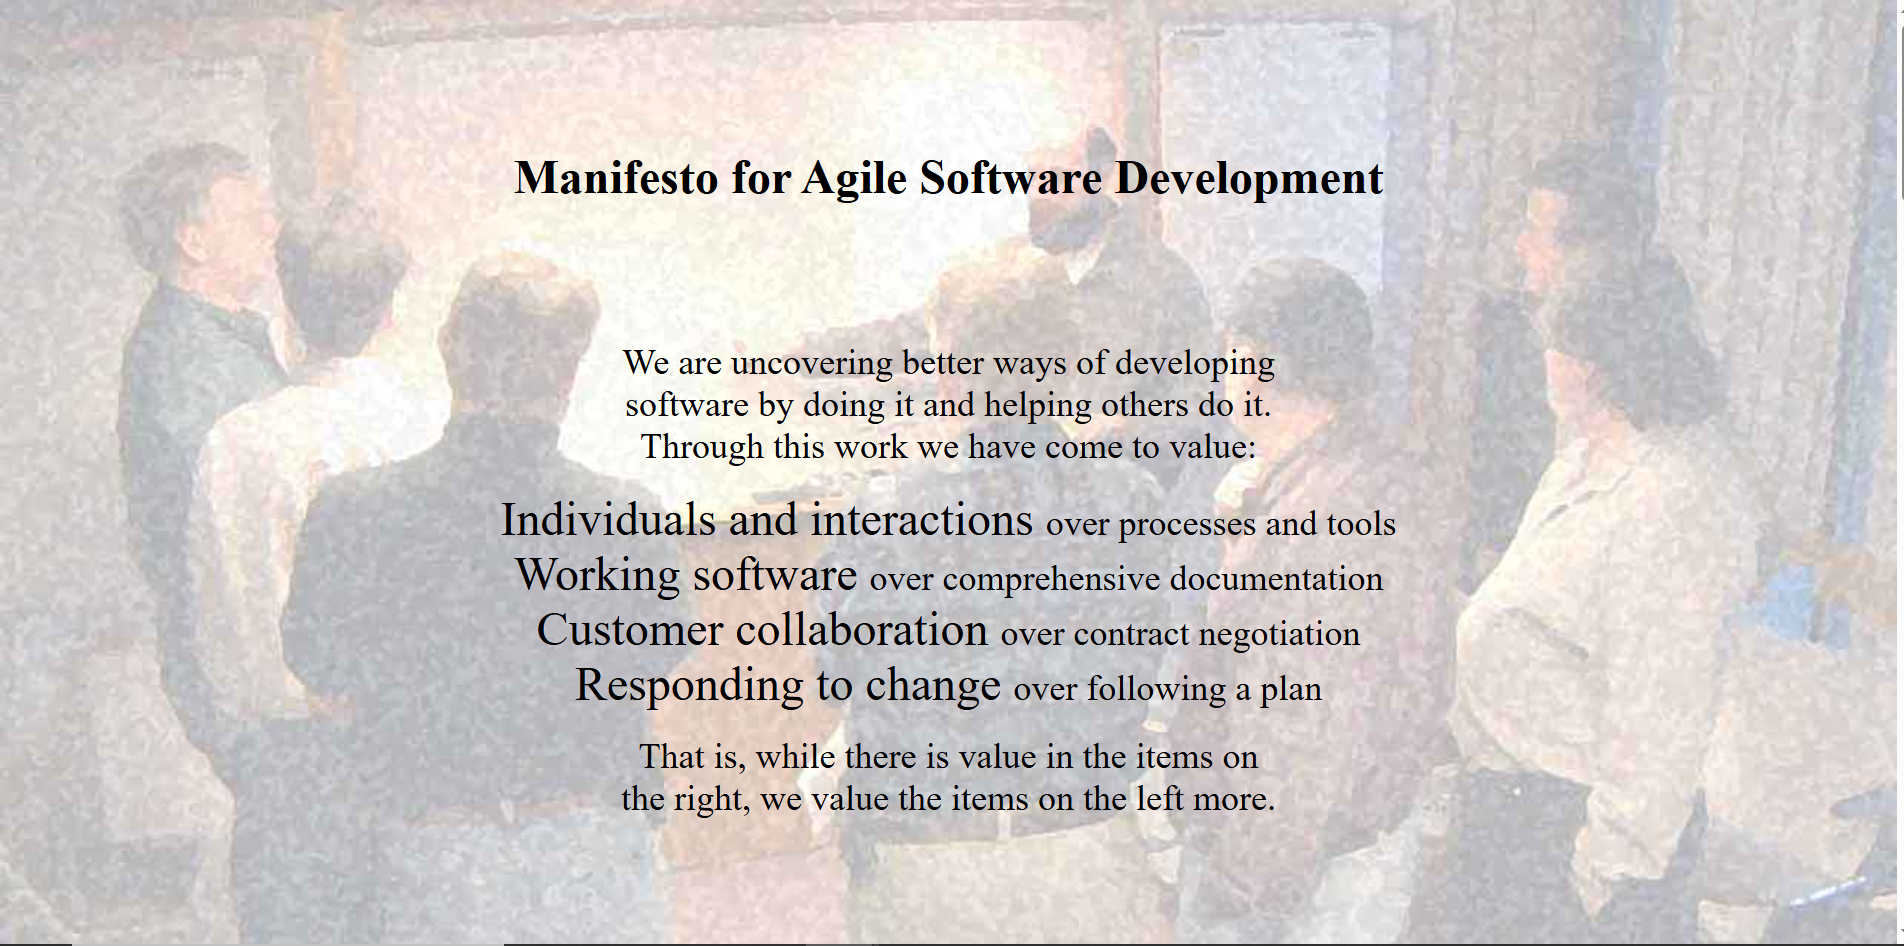 Manifesto for Agile Software Development
We are uncovering better ways of developing
software by doing it and helping others do it.
Through this work we have come to value:
Individuals and interactions over processes and tools
Working software over comprehensive documentation
Customer collaboration over contract negotiation
Responding to change over following a plan
That is, while there is value in the items on
the right, we value the items on the left more.